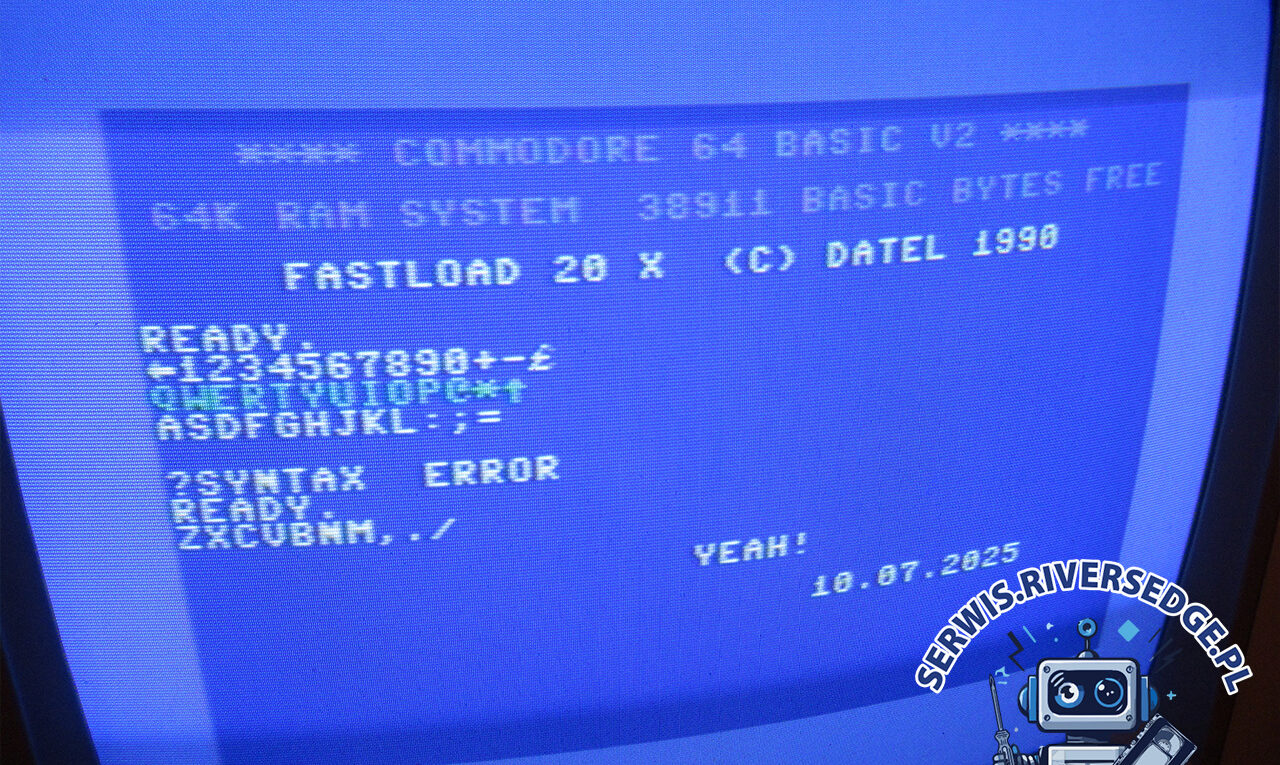 **** COMMODORE 64 BASIC V2 ****
64K RAM SYSTEM 38911 BASIC BYTES FREE
FASTLOAD 20 X (C) DATEL 1990
READY.
←1234567890+-£
QWERTYUIOP@*↑
ASDFGHJKL:;=
?SYNTAX ERROR
READY.
ZXCVBNM,./
YEAH!
10.07.2025
SERWIS.RIVERSEDGE.PL